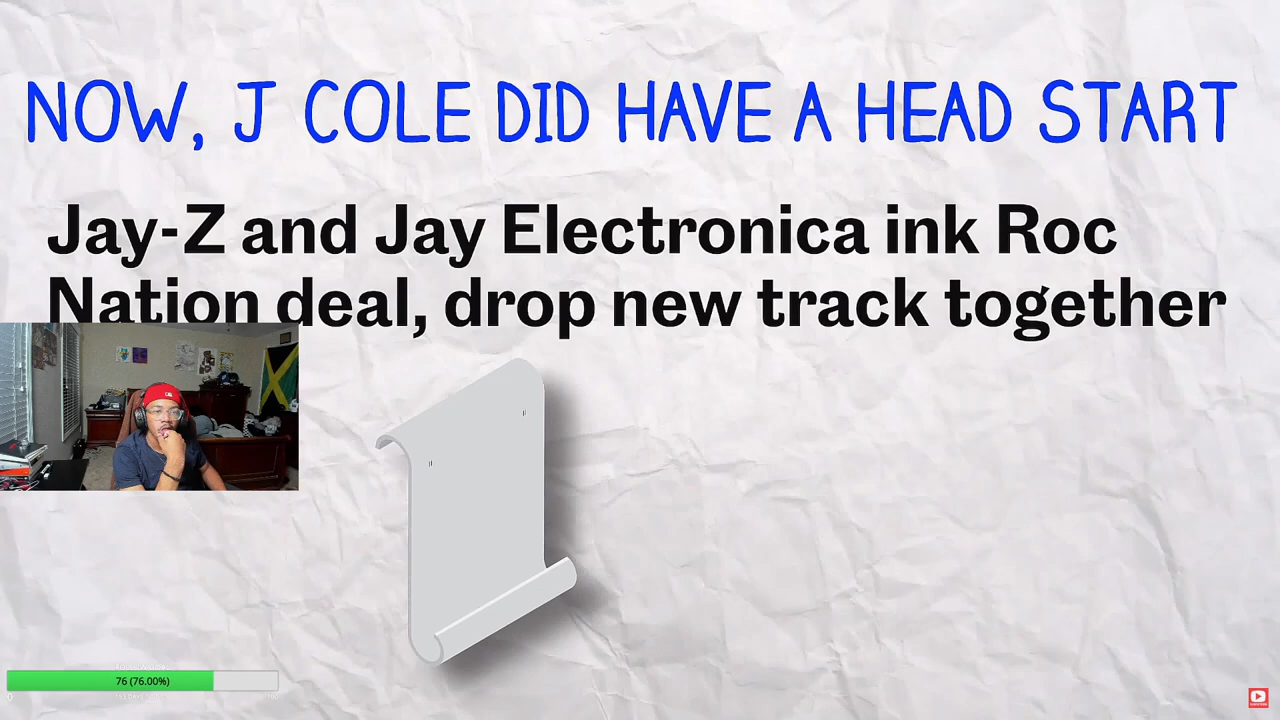 NOW, J COLE DID HAVE A HEAD START
Jay-Z and Jay Electronica ink Roc
Nation deal, drop new track together
76 (76.00%)
0